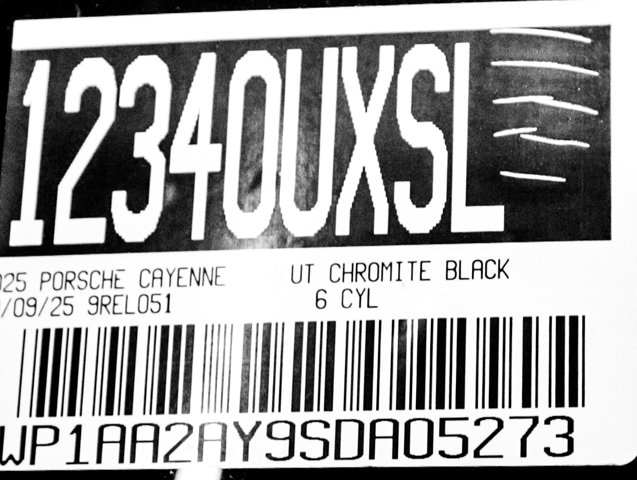 12340UXSL
025 PORSCHE CAYENNE UT CHROMITE BLACK
/09/25 9REL051 6 CYL
WP1AA2AY9SDA05273